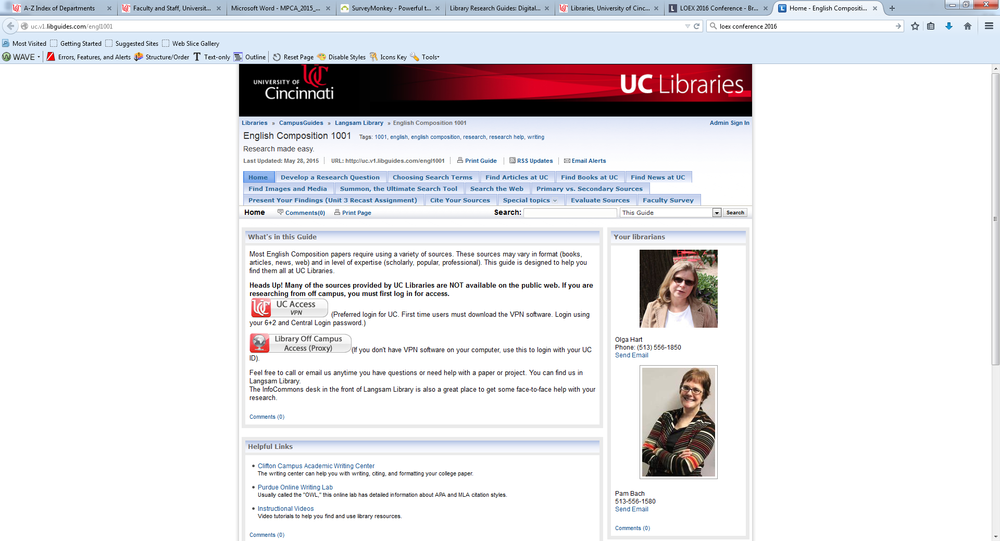 A-Z Index of Departments
Faculty and Staff, Universit...
Microsoft Word - MPCA_2015_...
SurveyMonkey - Powerful t...
Library Research Guides: Digital...
Libraries, University of Cinc...
LOEX 2016 Conference - Br...
Home - English Compositi...
uc.v1.libguides.com/engl1001
loex conference 2016
Most Visited Getting Started Suggested Sites Web Slice Gallery
WAVE Errors, Features, and Alerts Structure/Order Text-only Outline Reset Page Disable Styles Icons Key Tools
UNIVERSITY OF
Cincinnati
UC Libraries
Libraries » CampusGuides » Langsam Library » English Composition 1001 Admin Sign In
English Composition 1001 Tags: 1001, english, english composition, research, research help, writing
Research made easy.
Last Updated: May 28, 2015 URL: http://uc.v1.libguides.com/engl1001 Print Guide RSS Updates Email Alerts
Home Develop a Research Question Choosing Search Terms Find Articles at UC Find Books at UC Find News at UC
Find Images and Media Summon, the Ultimate Search Tool Search the Web Primary vs. Secondary Sources
Present Your Findings (Unit 3 Recast Assignment) Cite Your Sources Special topics Evaluate Sources Faculty Survey
Home Comments(0) Print Page Search: This Guide Search
What's in this Guide
Most English Composition papers require using a variety of sources. These sources may vary in format (books,
articles, news, web) and in level of expertise (scholarly, popular, professional). This guide is designed to help you
find them all at UC Libraries.
Heads Up! Many of the sources provided by UC Libraries are NOT available on the public web. If you are
researching from off campus, you must first log in for access.
UC Access
VPN
(Preferred login for UC. First time users must download the VPN software. Login using
your 6+2 and Central Login password.)
Library Off Campus
Access (Proxy)
(If you don't have VPN software on your computer, use this to login with your UC
ID).
Feel free to call or email us anytime you have questions or need help with a paper or project. You can find us in
Langsam Library.
The InfoCommons desk in the front of Langsam Library is also a great place to get some face-to-face help with your
research.
Comments (0)
Helpful Links
Clifton Campus Academic Writing Center
The writing center can help you with writing, citing, and formatting your college paper.
Purdue Online Writing Lab
Usually called the "OWL," this online lab has detailed information about APA and MLA citation styles.
Instructional Videos
Video tutorials to help you find and use library resources.
Comments (0)
Your librarians
Olga Hart
Phone: (513) 556-1850
Send Email
Pam Bach
513-556-1580
Send Email
Comments (0)